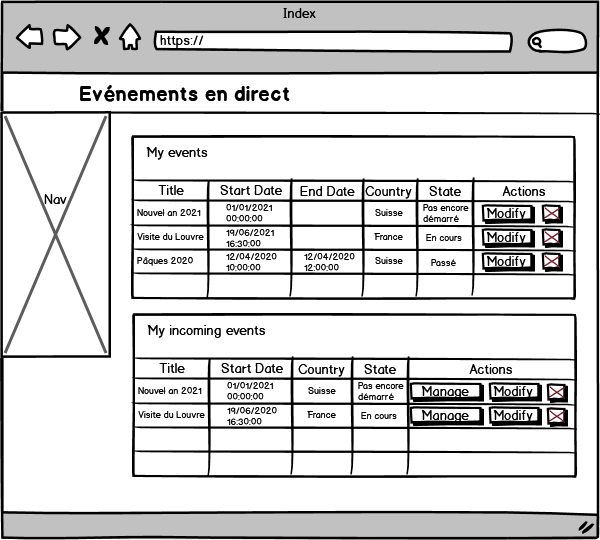 Index
https://
Evénements en direct
Nav
My events
Title Start Date End Date Country State Actions
Nouvel an 2021 01/01/2021 00:00:00 Suisse Pas encore démarré Modify
Visite du Louvre 19/06/2021 16:30:00 France En cours Modify
Pâques 2020 12/04/2020 10:00:00 12/04/2020 12:00:00 Suisse Passé Modify
My incoming events
Title Start Date Country State Actions
Nouvel an 2021 01/01/2021 00:00:00 Suisse Pas encore démarré Manage Modify
Visite du Louvre 19/06/2020 16:30:00 France En cours Manage Modify